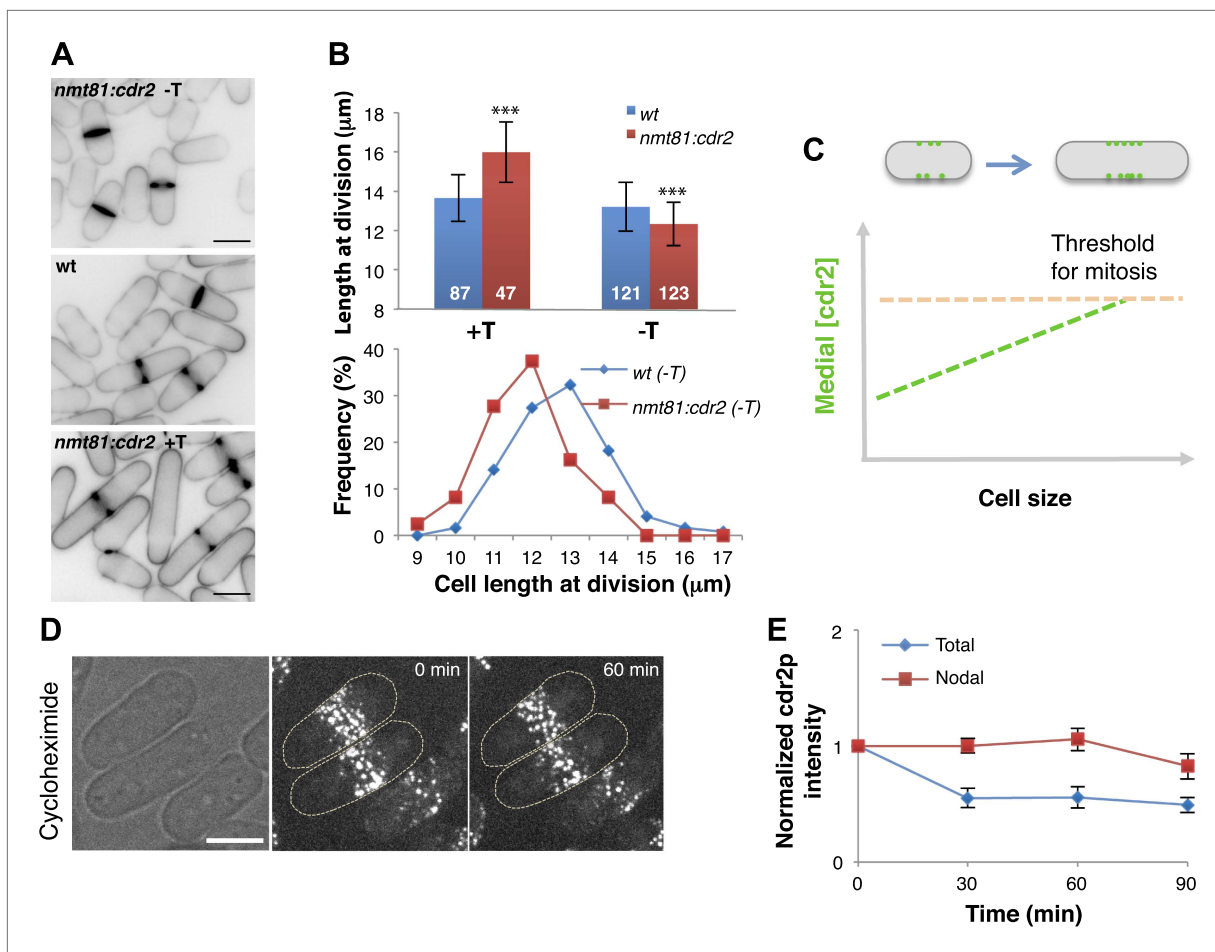 A
nmt81:cdr2 -T
wt
nmt81:cdr2 +T
B
Length at division (μm)
18
16
14
12
10
8
***
***
wt
nmt81:cdr2
87
47
121
123
+T
-T
Frequency (%)
40
30
20
10
0
wt (-T)
nmt81:cdr2 (-T)
9 10 11 12 13 14 15 16 17
Cell length at division (μm)
C
Threshold
for mitosis
Medial [cdr2]
Cell size
D
Cycloheximide
0 min
60 min
E
Normalized cdr2p
intensity
2
1
0
Total
Nodal
0 30 60 90
Time (min)